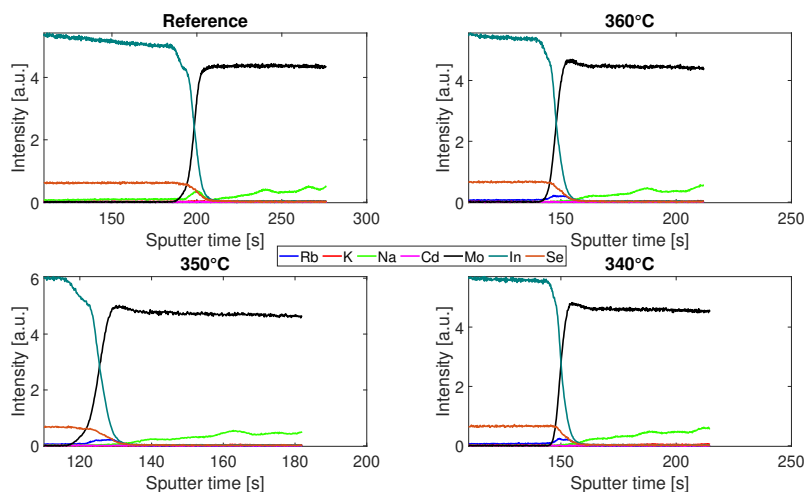 Reference
360°C
Intensity [a.u.]
4
2
0
150
200
250
300
Sputter time [s]
Intensity [a.u.]
4
2
0
150
200
250
Sputter time [s]
Rb K Na Cd Mo In Se
350°C
340°C
Intensity [a.u.]
6
4
2
0
120
140
160
180
200
Sputter time [s]
Intensity [a.u.]
4
2
0
150
200
250
Sputter time [s]